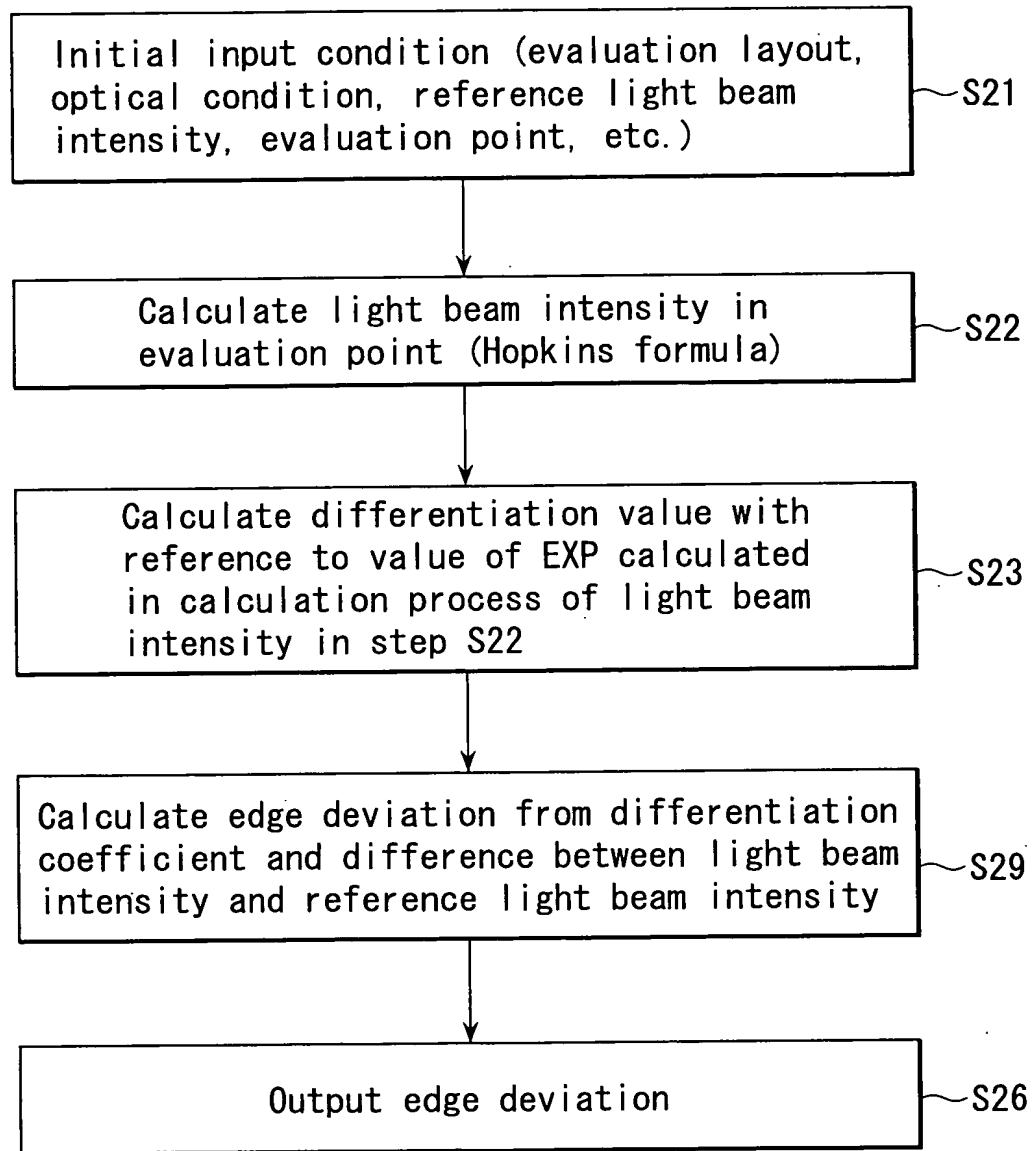 Initial input condition (evaluation layout,
optical condition, reference light beam
intensity, evaluation point, etc.)
S21
Calculate light beam intensity in
evaluation point (Hopkins formula)
S22
Calculate differentiation value with
reference to value of EXP calculated
in calculation process of light beam
intensity in step S22
S23
Calculate edge deviation from differentiation
coefficient and difference between light beam
intensity and reference light beam intensity
S29
Output edge deviation
S26